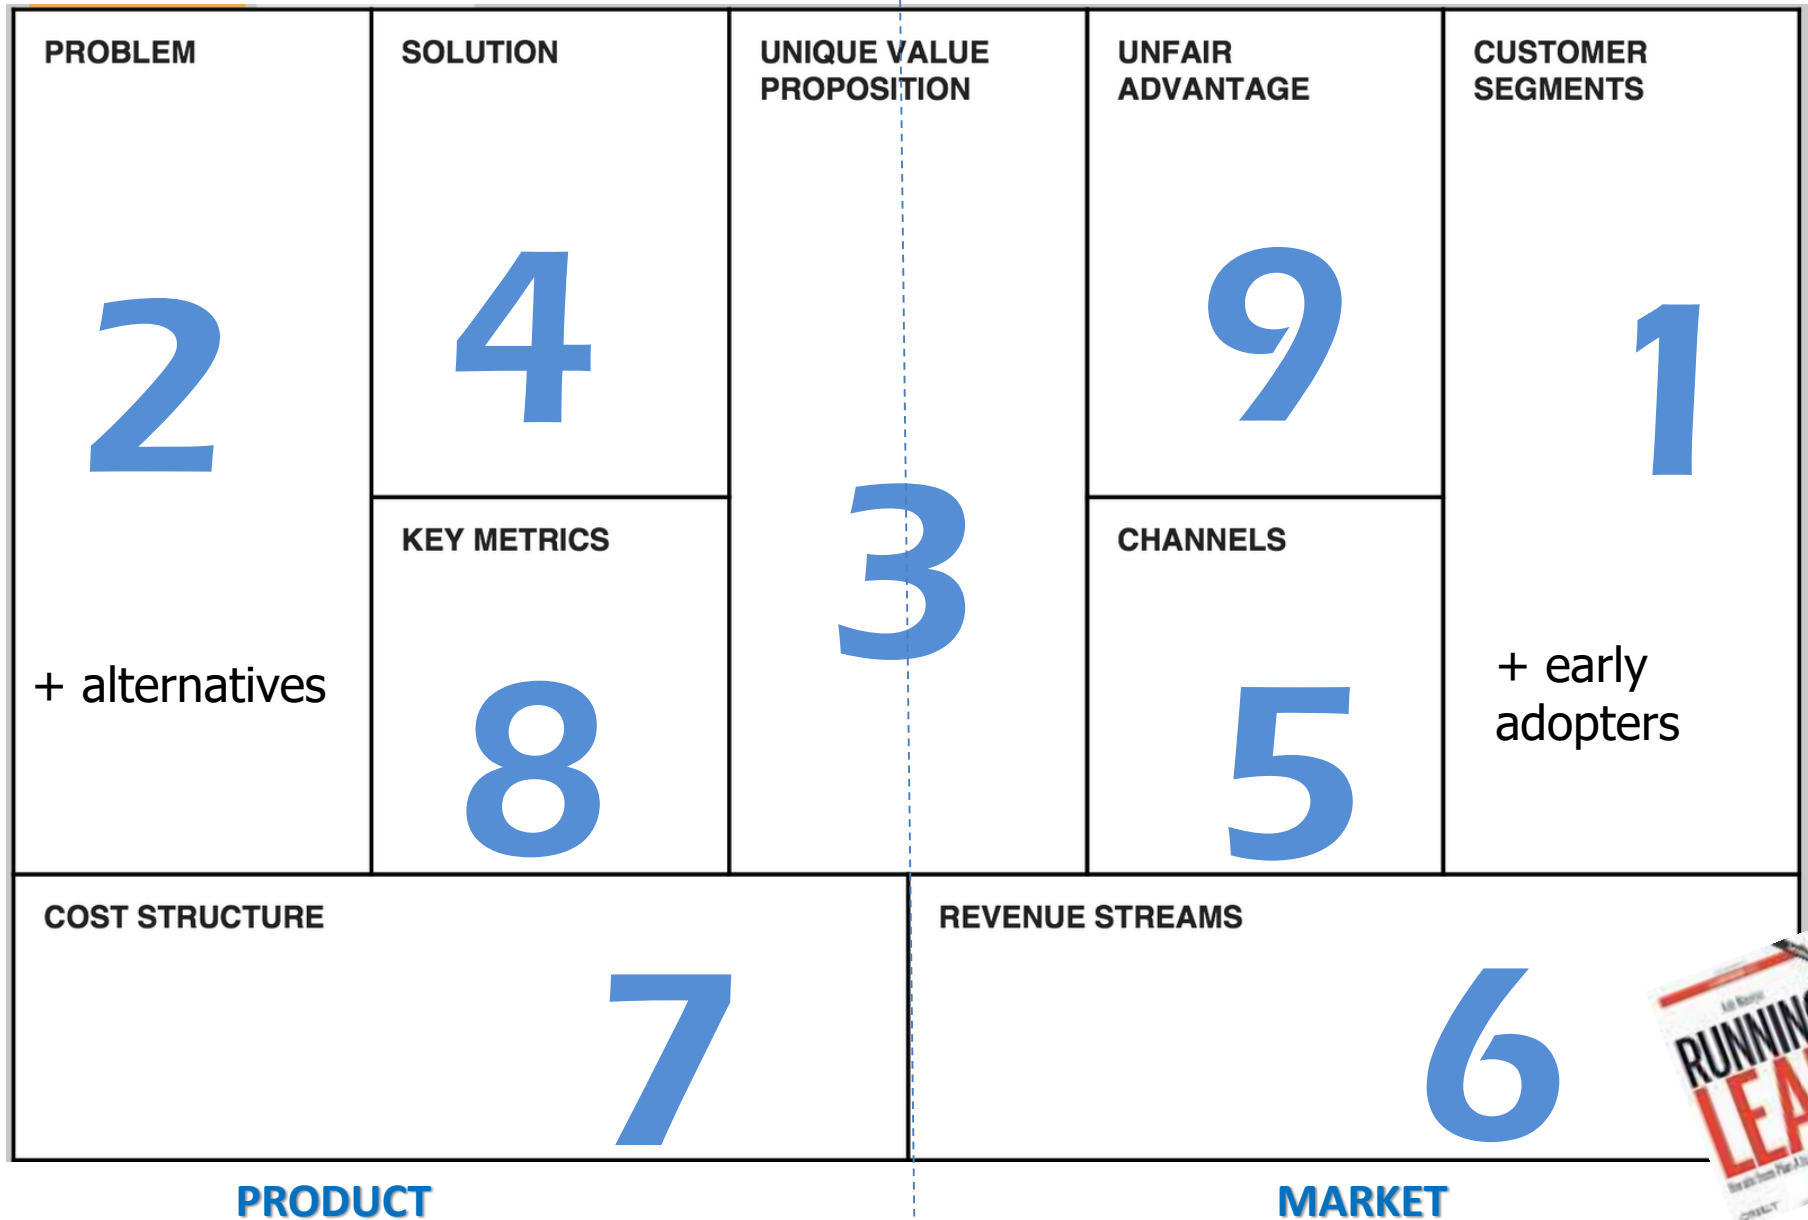 PROBLEM
2
+ alternatives
SOLUTION
4
KEY METRICS
8
UNIQUE VALUE
PROPOSITION
3
UNFAIR
ADVANTAGE
9
CHANNELS
5
CUSTOMER
SEGMENTS
1
+ early
adopters
COST STRUCTURE
7
REVENUE STREAMS
6
RUNNING
LEA
PRODUCT
MARKET